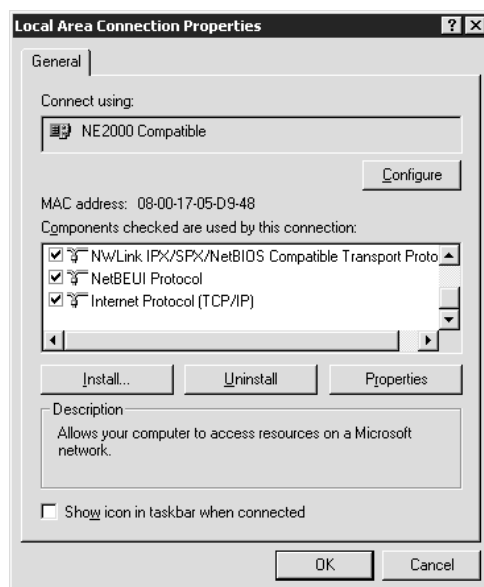 Local Area Connection Properties
General
Connect using:
NE2000 Compatible
Configure
MAC address: 08-00-17-05-D9-48
Components checked are used by this connection:
NWLink IPX/SPX/NetBIOS Compatible Transport Proto
NetBEUI Protocol
Internet Protocol (TCP/IP)
Install... Uninstall Properties
Description
Allows your computer to access resources on a Microsoft
network.
Show icon in taskbar when connected
OK Cancel